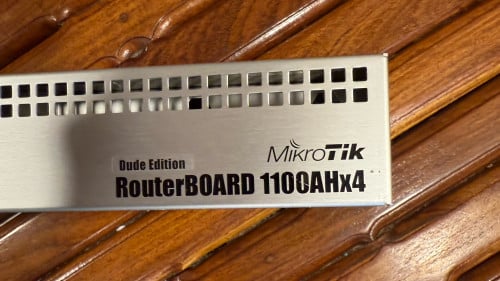 MikroTik
Dude Edition
RouterBOARD 1100AHx4